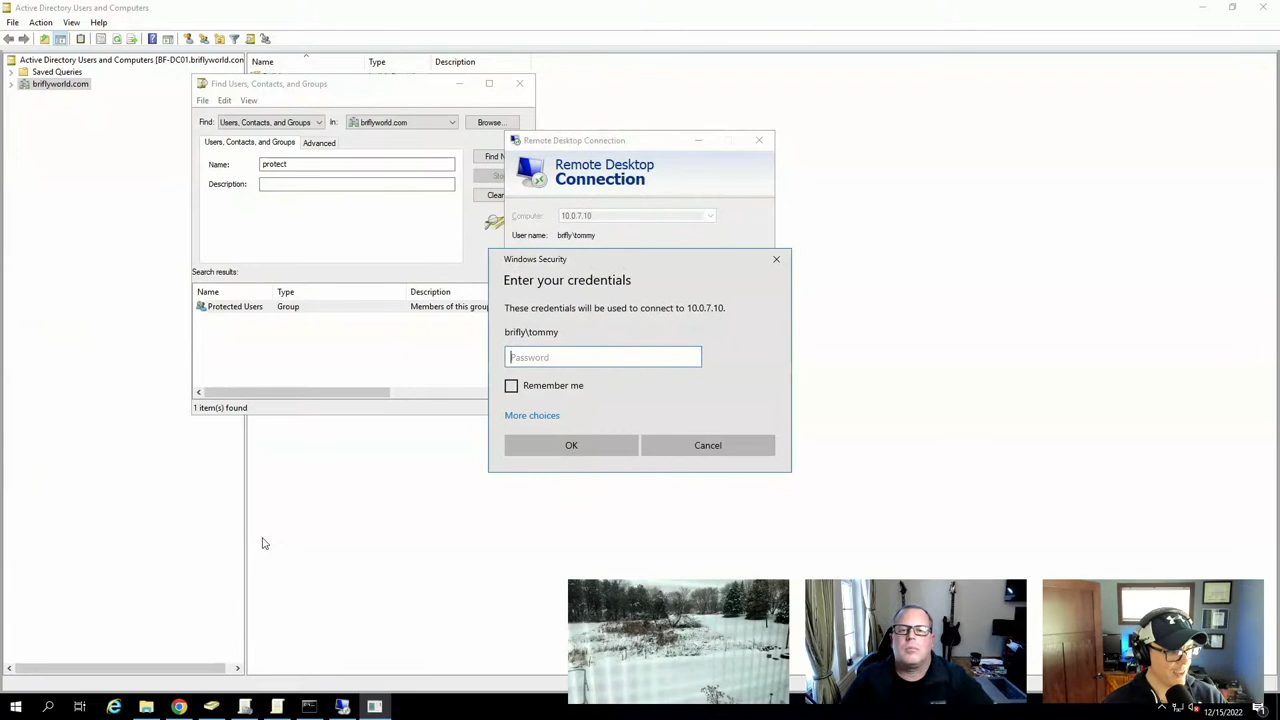 Active Directory Users and Computers
File Action View Help
Active Directory Users and Computers [BF-DC01.briflyworld.com
Saved Queries
briflyworld.com
Name Type Description
Find Users, Contacts, and Groups
File Edit View
Find: Users, Contacts, and Groups In: briflyworld.com Browse...
Users, Contacts, and Groups Advanced
Name: protect
Description:
Find N
Sto
Clear
Search results:
Name Type Description
Protected Users Group Members of this group
1 item(s) found
Remote Desktop Connection
Remote Desktop
Connection
Computer: 10.0.7.10
User name: brifly\tommy
Windows Security
Enter your credentials
These credentials will be used to connect to 10.0.7.10.
brifly\tommy
Password
Remember me
More choices
OK Cancel
12/15/2022